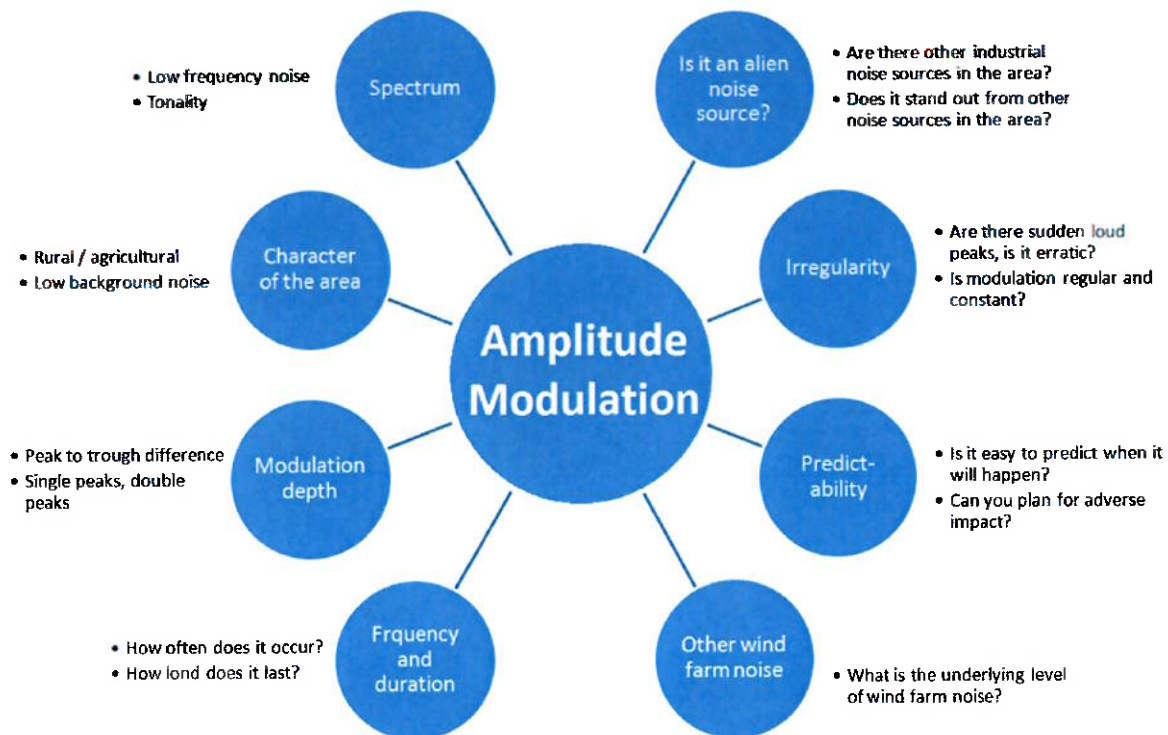 Spectrum
• Low frequency noise
• Tonality
Is it an alien
noise
source?
• Are there other industrial
noise sources in the area?
• Does it stand out from other
noise sources in the area?
Character
of the area
• Rural / agricultural
• Low background noise
Irregularity
• Are there sudden loud
peaks, is it erratic?
• Is modulation regular and
constant?
Amplitude
Modulation
Modulation
depth
• Peak to trough difference
• Single peaks, double
peaks
Predict-
ability
• Is it easy to predict when it
will happen?
• Can you plan for adverse
impact?
Frquency
and
duration
• How often does it occur?
• How lond does it last?
Other wind
farm noise
• What is the underlying level
of wind farm noise?